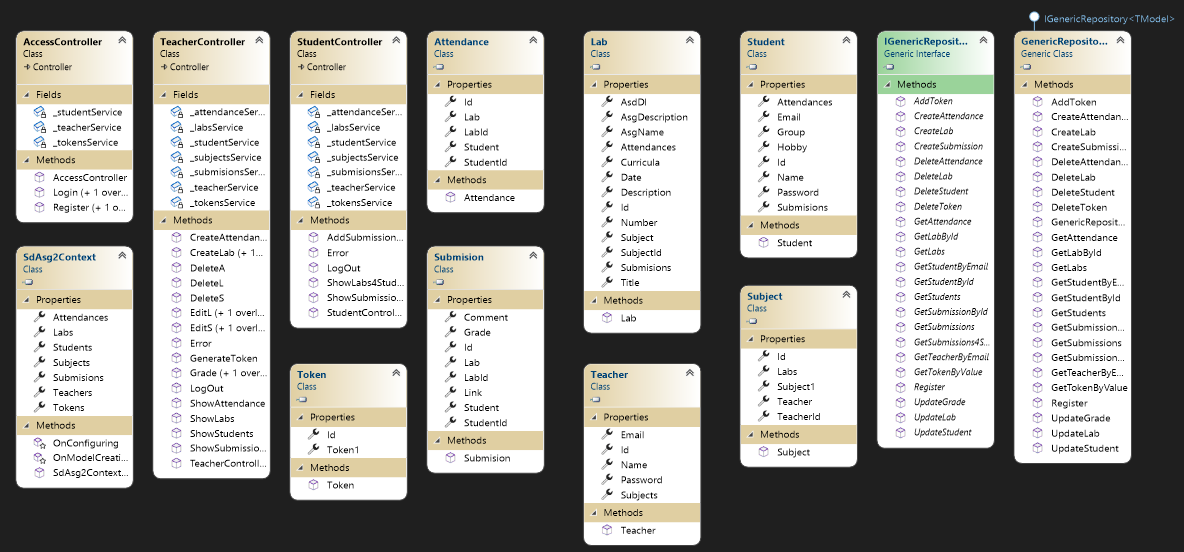 IGenericRepository<TModel>
AccessController
Class
Controller
Fields
_studentService
_teacherService
_tokensService
Methods
AccessController
Login (+ 1 over...
Register (+ 1 o...
SdAsg2Context
Class
Properties
Attendances
Labs
Students
Subjects
Submisions
Teachers
Tokens
Methods
OnConfiguring
OnModelCreati...
SdAsg2Context...
TeacherController
Class
Controller
Fields
_attendanceSer...
_labsService
_studentService
_subjectsService
_submisionsServ...
_teacherService
_tokensService
Methods
CreateAttendan...
CreateLab (+ 1...
DeleteA
DeleteL
DeleteS
EditL (+ 1 overl...
EditS (+ 1 overl...
Error
GenerateToken
Grade (+ 1 over...
LogOut
ShowAttendance
ShowLabs
ShowStudents
ShowSubmissio...
TeacherControll...
StudentController
Class
Controller
Fields
_attendanceSer...
_labsService
_studentService
_subjectsService
_submisionsServ...
_teacherService
_tokensService
Methods
AddSubmission...
Error
LogOut
ShowLabs4Stud...
ShowSubmissio...
StudentControl...
Token
Class
Properties
Id
Token1
Methods
Token
Attendance
Class
Properties
Id
Lab
LabId
Student
StudentId
Methods
Attendance
Submision
Class
Properties
Comment
Grade
Id
Lab
LabId
Link
Student
StudentId
Methods
Submision
Lab
Class
Properties
AsdDl
AsgDescription
AsgName
Attendances
Curricula
Date
Description
Id
Number
Subject
SubjectId
Submisions
Title
Methods
Lab
Teacher
Class
Properties
Email
Id
Name
Password
Subjects
Methods
Teacher
Student
Class
Properties
Attendances
Email
Group
Hobby
Id
Name
Password
Submisions
Methods
Student
Subject
Class
Properties
Id
Labs
Subject1
Teacher
TeacherId
Methods
Subject
IGenericReposit...
Generic Interface
Methods
AddToken
CreateAttendance
CreateLab
CreateSubmission
DeleteAttendance
DeleteLab
DeleteStudent
DeleteToken
GetAttendance
GetLabById
GetLabs
GetStudentByEmail
GetStudentById
GetStudents
GetSubmissionById
GetSubmissions
GetSubmissions4S...
GetTeacherByEmail
GetTokenByValue
Register
UpdateGrade
UpdateLab
UpdateStudent
GenericReposito...
Generic Class
Methods
AddToken
CreateAttendan...
CreateLab
CreateSubmissi...
DeleteAttendan...
DeleteLab
DeleteStudent
DeleteToken
GenericReposit...
GetAttendance
GetLabById
GetLabs
GetStudentByE...
GetStudentById
GetStudents
GetSubmission...
GetSubmissions
GetSubmission...
GetTeacherByE...
GetTokenByValue
Register
UpdateGrade
UpdateLab
UpdateStudent